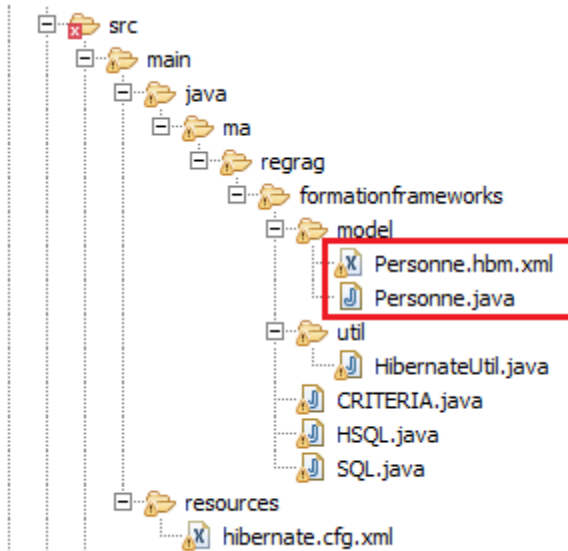 src
main
java
ma
regrag
formationframeworks
model
Personne.hbm.xml
Personne.java
util
HibernateUtil.java
CRITERIA.java
HSQL.java
SQL.java
resources
hibernate.cfg.xml